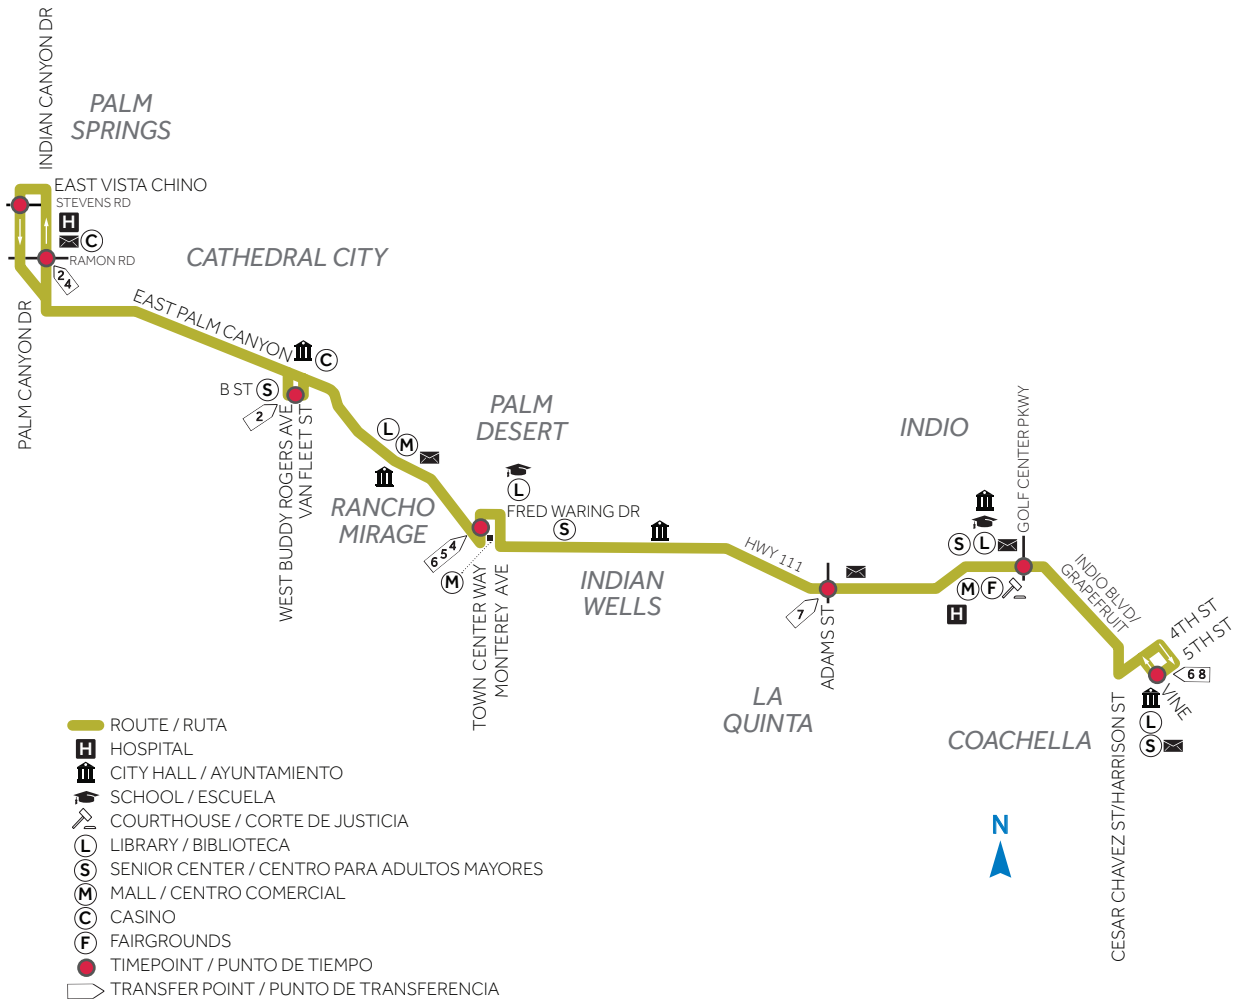 INDIAN CANYON DR
PALM
SPRINGS
EAST VISTA CHINO
STEVENS RD
H
C
RAMON RD
2
4
PALM CANYON DR
CATHEDRAL CITY
EAST PALM CANYON
C
B ST
S
2
WEST BUDDY ROGERS AVE
VAN FLEET ST
L
M
RANCHO
MIRAGE
PALM
DESERT
L
FRED WARING DR
S
6 5 4
M
TOWN CENTER WAY
MONTEREY AVE
INDIAN
WELLS
HWY 111
7
ADAMS ST
LA
QUINTA
INDIO
GOLF CENTER PKWY
S
L
M
F
H
INDIO BLVD/
GRAPEFRUIT
4TH ST
5TH ST
6 8
VINE
L
S
COACHELLA
CESAR CHAVEZ ST/HARRISON ST
N
ROUTE / RUTA
H HOSPITAL
CITY HALL / AYUNTAMIENTO
SCHOOL / ESCUELA
COURTHOUSE / CORTE DE JUSTICIA
L LIBRARY / BIBLIOTECA
S SENIOR CENTER / CENTRO PARA ADULTOS MAYORES
M MALL / CENTRO COMERCIAL
C CASINO
F FAIRGROUNDS
TIMEPOINT / PUNTO DE TIEMPO
TRANSFER POINT / PUNTO DE TRANSFERENCIA